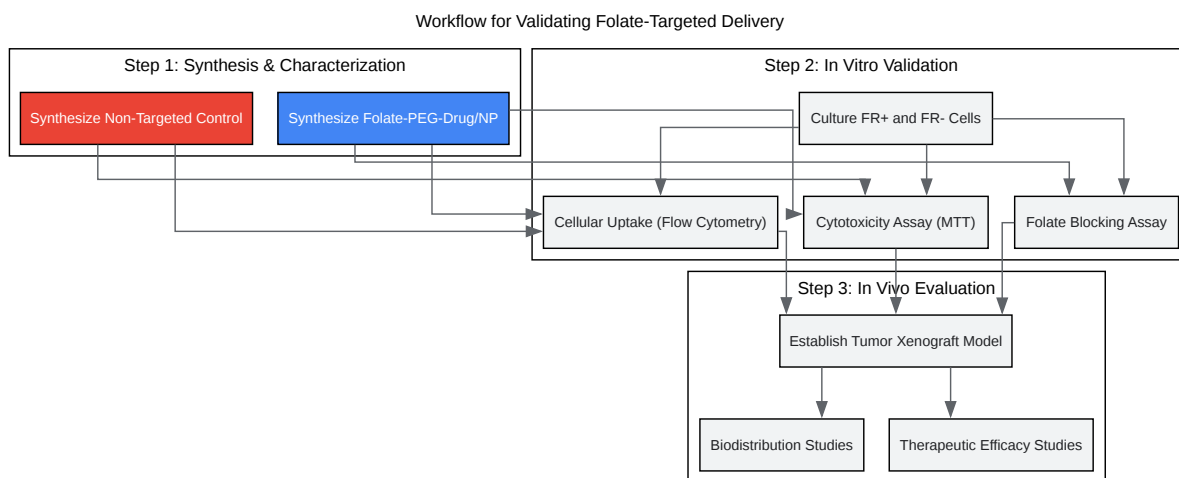 Workflow for Validating Folate-Targeted Delivery
Step 1: Synthesis & Characterization
Synthesize Non-Targeted Control
Synthesize Folate-PEG-Drug/NP
Step 2: In Vitro Validation
Culture FR+ and FR- Cells
Cellular Uptake (Flow Cytometry)
Cytotoxicity Assay (MTT)
Folate Blocking Assay
Step 3: In Vivo Evaluation
Establish Tumor Xenograft Model
Biodistribution Studies
Therapeutic Efficacy Studies